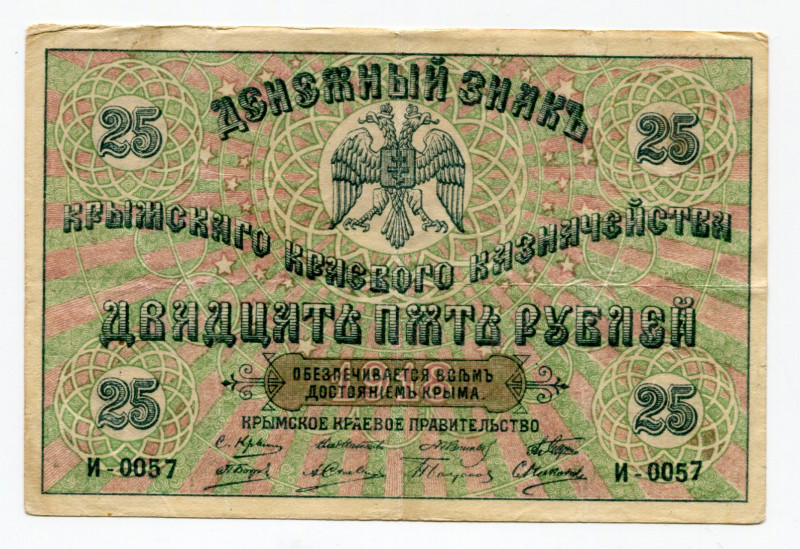 ДЕНЕЖНЫЙ ЗНАКЪ
25 25
КРЫМСКАГО КРАЕВОГО КАЗНАЧЕЙСТВА
ДВАДЦАТЬ ПЯТЬ РУБЛЕЙ
1918
ОБЕЗПЕЧИВАЕТСЯ ВСѢМЪ
ДОСТОЯНІЕМЪ КРЫМА.
25 25
КРЫМСКОЕ КРАЕВОЕ ПРАВИТЕЛЬСТВО
И-0057 И-0057